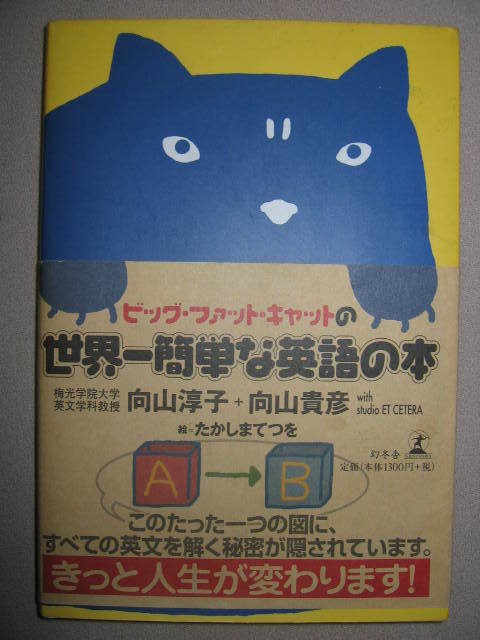 ビッグ・ファット・キャットの
世界一簡単な英語の本
梅光学院大学
英文学科教授
向山淳子+向山貴彦
with
studio ET CETERA
絵=たかしまてつを
A→B
幻冬舎
定価(本体1300円+税)
このたった一つの図に、
すべての英文を解く秘密が隠されています。
きっと人生が変わります!